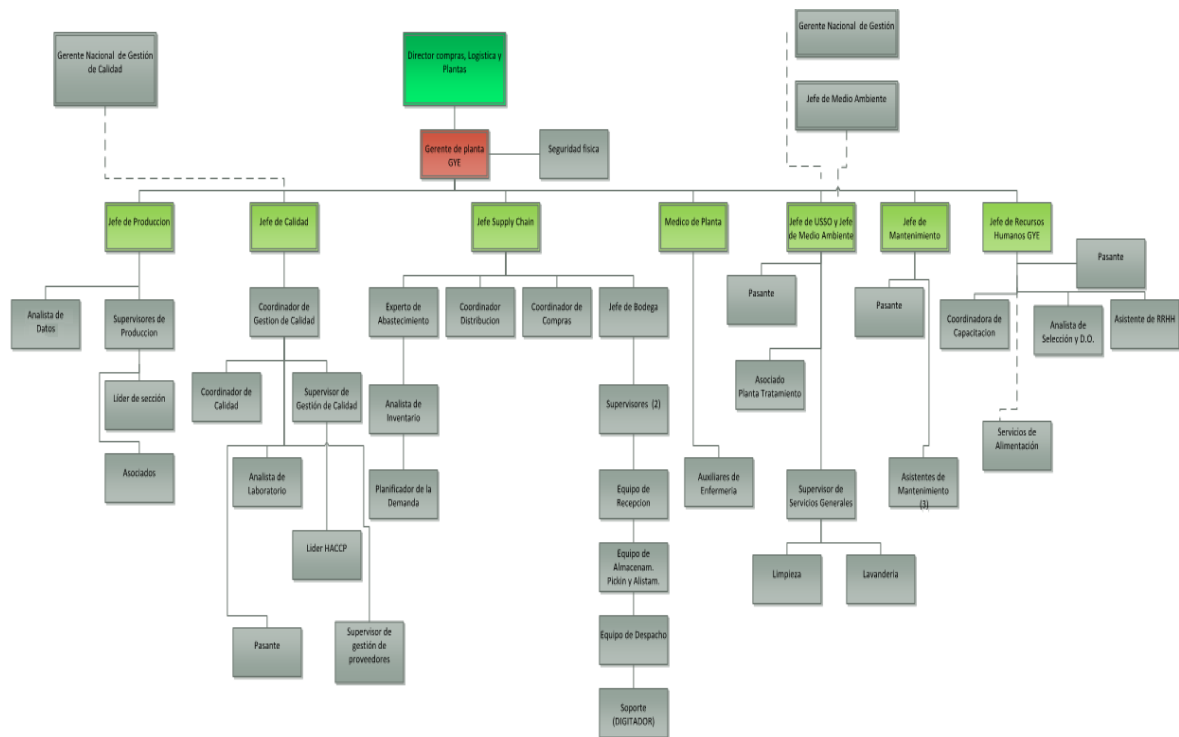 Gerente Nacional de Gestión
de Calidad
Director compras, Logística y
Plantas
Gerente Nacional de Gestión
Jefe de Medio Ambiente
Gerente de planta
GYE
Seguridad física
Jefe de Produccion
Jefe de Calidad
Jefe Supply Chain
Medico de Planta
Jefe de USSO y Jefe
de Medio Ambiente
Jefe de
Mantenimiento
Jefe de Recursos
Humanos GYE
Pasante
Analista de
Datos
Supervisores de
Produccion
Coordinador de
Gestion de Calidad
Experto de
Abastecimiento
Coordinador
Distribucion
Coordinador de
Compras
Jefe de Bodega
Pasante
Pasante
Coordinadora de
Capacitacion
Analista de
Selección y D.O.
Asistente de RRHH
Líder de sección
Coordinador de
Calidad
Supervisor de
Gestión de Calidad
Analista de
Inventario
Supervisores (2)
Asociado
Planta Tratamiento
Servicios de
Alimentación
Asociados
Analista de
Laboratorio
Planificador de la
Demanda
Equipo de
Recepcion
Auxiliares de
Enfermeria
Supervisor de
Servicios Generales
Asistentes de
Mantenimiento
(3)
Lider HACCP
Equipo de
Almacenam.
Pickin y Alistam.
Limpieza
Lavandería
Pasante
Supervisor de
gestión de
proveedores
Equipo de Despacho
Soporte
(DIGITADOR)